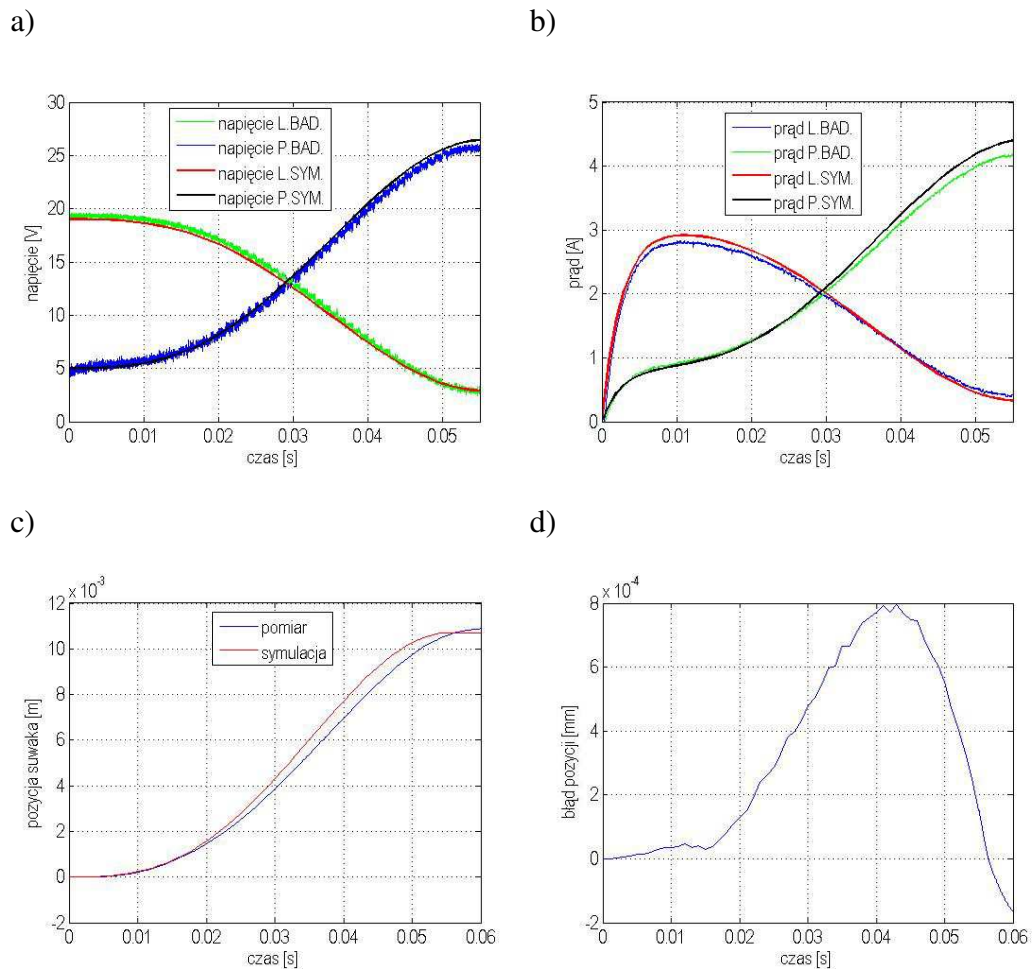 a)
b)
30
25
20
15
10
5
0
napięcie [V]
napięcie L.BAD.
napięcie P.BAD.
napięcie L.SYM.
napięcie P.SYM.
0 0.01 0.02 0.03 0.04 0.05
czas [s]
5
4
3
2
1
0
prąd [A]
prąd L.BAD.
prąd P.BAD.
prąd L.SYM.
prąd P.SYM.
0 0.01 0.02 0.03 0.04 0.05
czas [s]
c)
d)
x 10⁻³
12
10
8
6
4
2
0
-2
pozycja suwaka [m]
pomiar
symulacja
0 0.01 0.02 0.03 0.04 0.05 0.06
czas [s]
x 10⁻⁴
8
6
4
2
0
-2
błąd pozycji [mm]
0 0.01 0.02 0.03 0.04 0.05 0.06
czas [s]